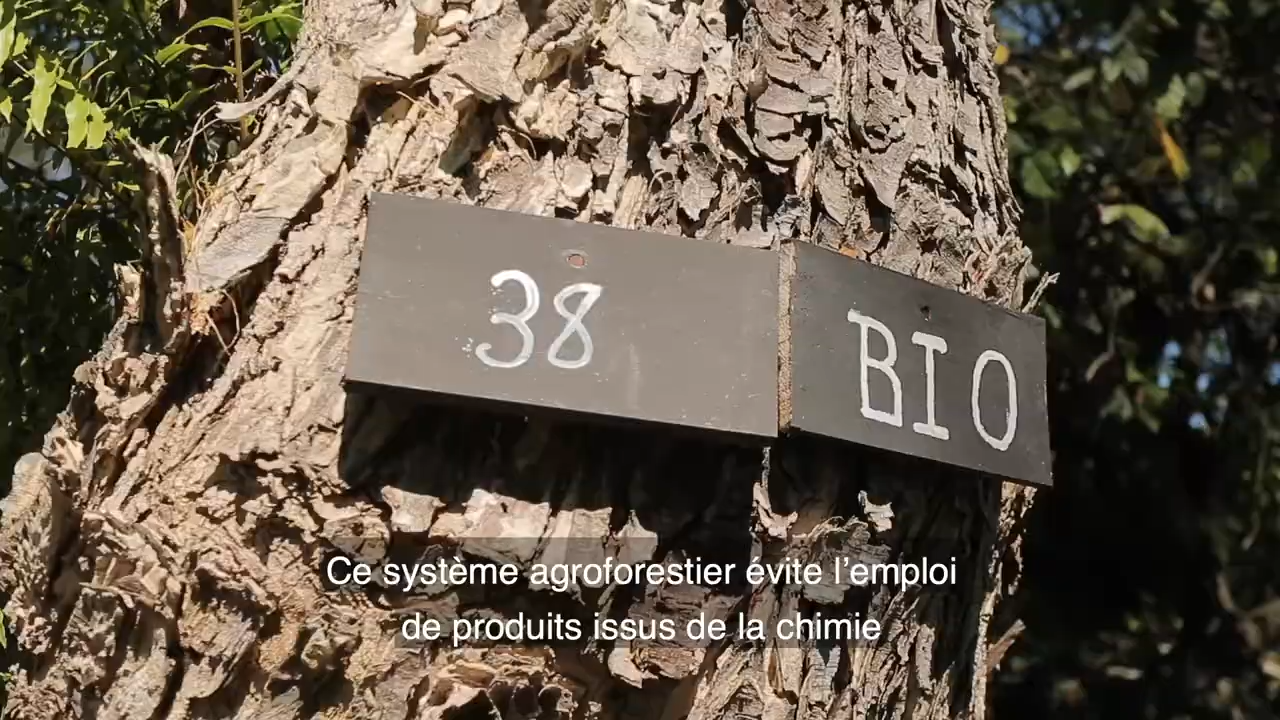 38
BIO
Ce système agroforestier évite l’emploi
de produits issus de la chimie